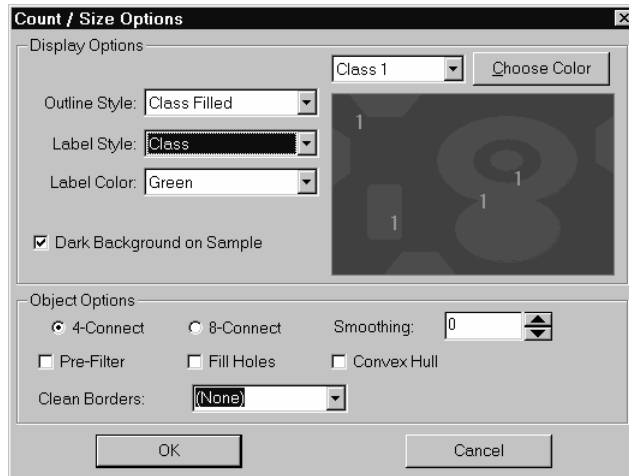 Count / Size Options
Display Options
Class 1
Choose Color
Outline Style: Class Filled
Label Style: Class
Label Color: Green
Dark Background on Sample
1
1
1
1
Object Options
4-Connect 8-Connect Smoothing: 0
Pre-Filter Fill Holes Convex Hull
Clean Borders: (None)
OK Cancel